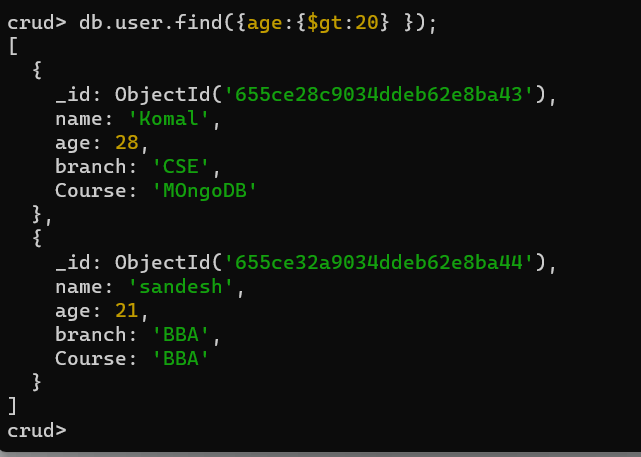 crud> db.user.find({age:{$gt:20} });
[
  {
    _id: ObjectId('655ce28c9034ddeb62e8ba43'),
    name: 'Komal',
    age: 28,
    branch: 'CSE',
    Course: 'MOngoDB'
  },
  {
    _id: ObjectId('655ce32a9034ddeb62e8ba44'),
    name: 'sandesh',
    age: 21,
    branch: 'BBA',
    Course: 'BBA'
  }
]
crud>